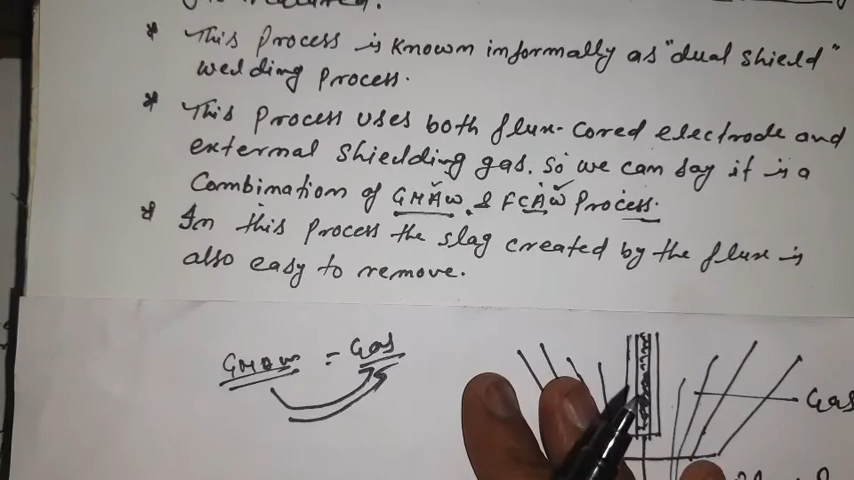 * This Process is Known informally as "dual shield"
welding Process.
* This Process uses both flux-Cored electrode and
external Shielding gas. So we can say it is a
Combination of GMAW & FCAW Process.
* In this Process the slag created by the flux is
also easy to remove.
GMAW = Gas
Gas